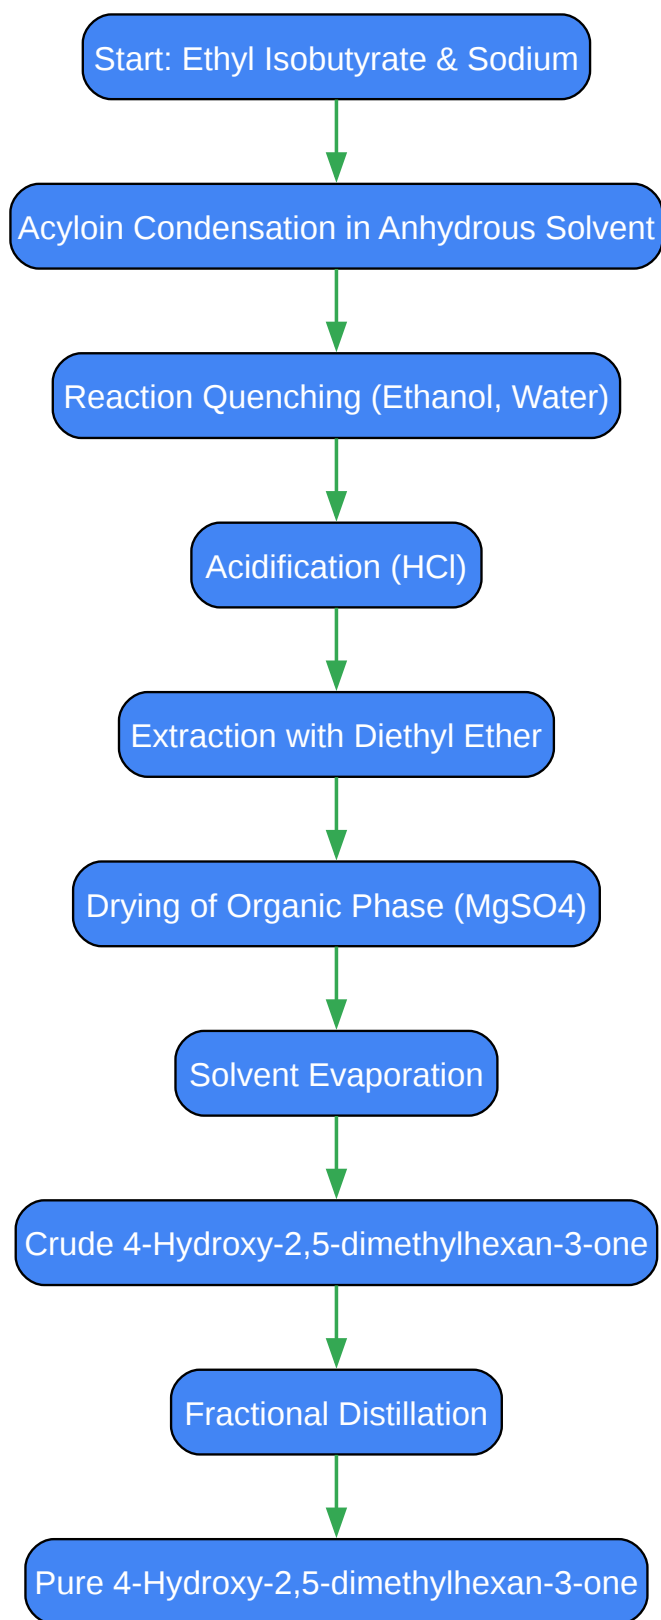 Start: Ethyl Isobutyrate & Sodium
Acyloin Condensation in Anhydrous Solvent
Reaction Quenching (Ethanol, Water)
Acidification (HCl)
Extraction with Diethyl Ether
Drying of Organic Phase (MgSO4)
Solvent Evaporation
Crude 4-Hydroxy-2,5-dimethylhexan-3-one
Fractional Distillation
Pure 4-Hydroxy-2,5-dimethylhexan-3-one